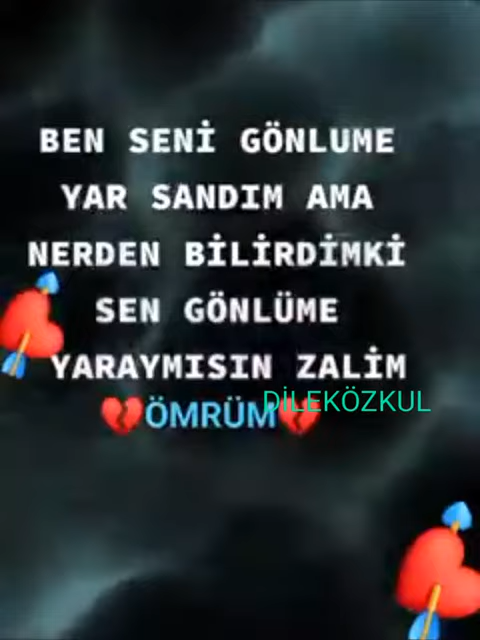 BEN SENİ GÖNLUME
YAR SANDIM AMA
NERDEN BİLİRDİMKİ
SEN GÖNLÜME
YARAYMISIN ZALİM
💔ÖMRÜM💔
DİLEKÖZKUL